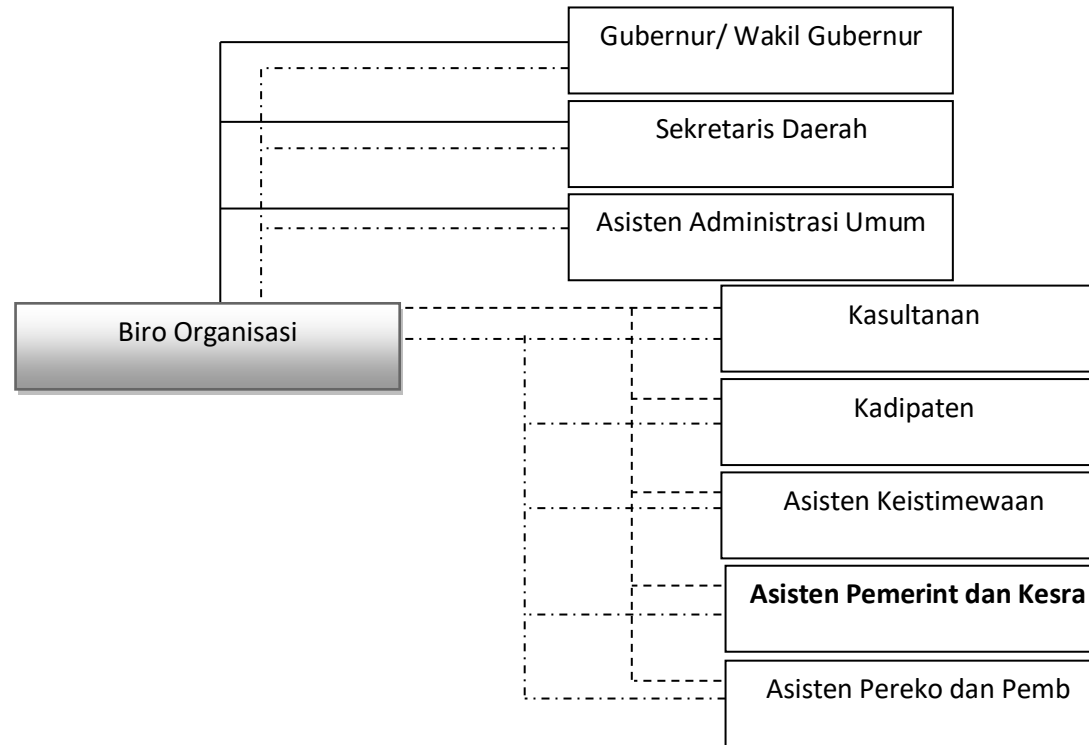 Gubernur/ Wakil Gubernur
Sekretaris Daerah
Asisten Administrasi Umum
Biro Organisasi
Kasultanan
Kadipaten
Asisten Keistimewaan
Asisten Pemerint dan Kesra
Asisten Pereko dan Pemb